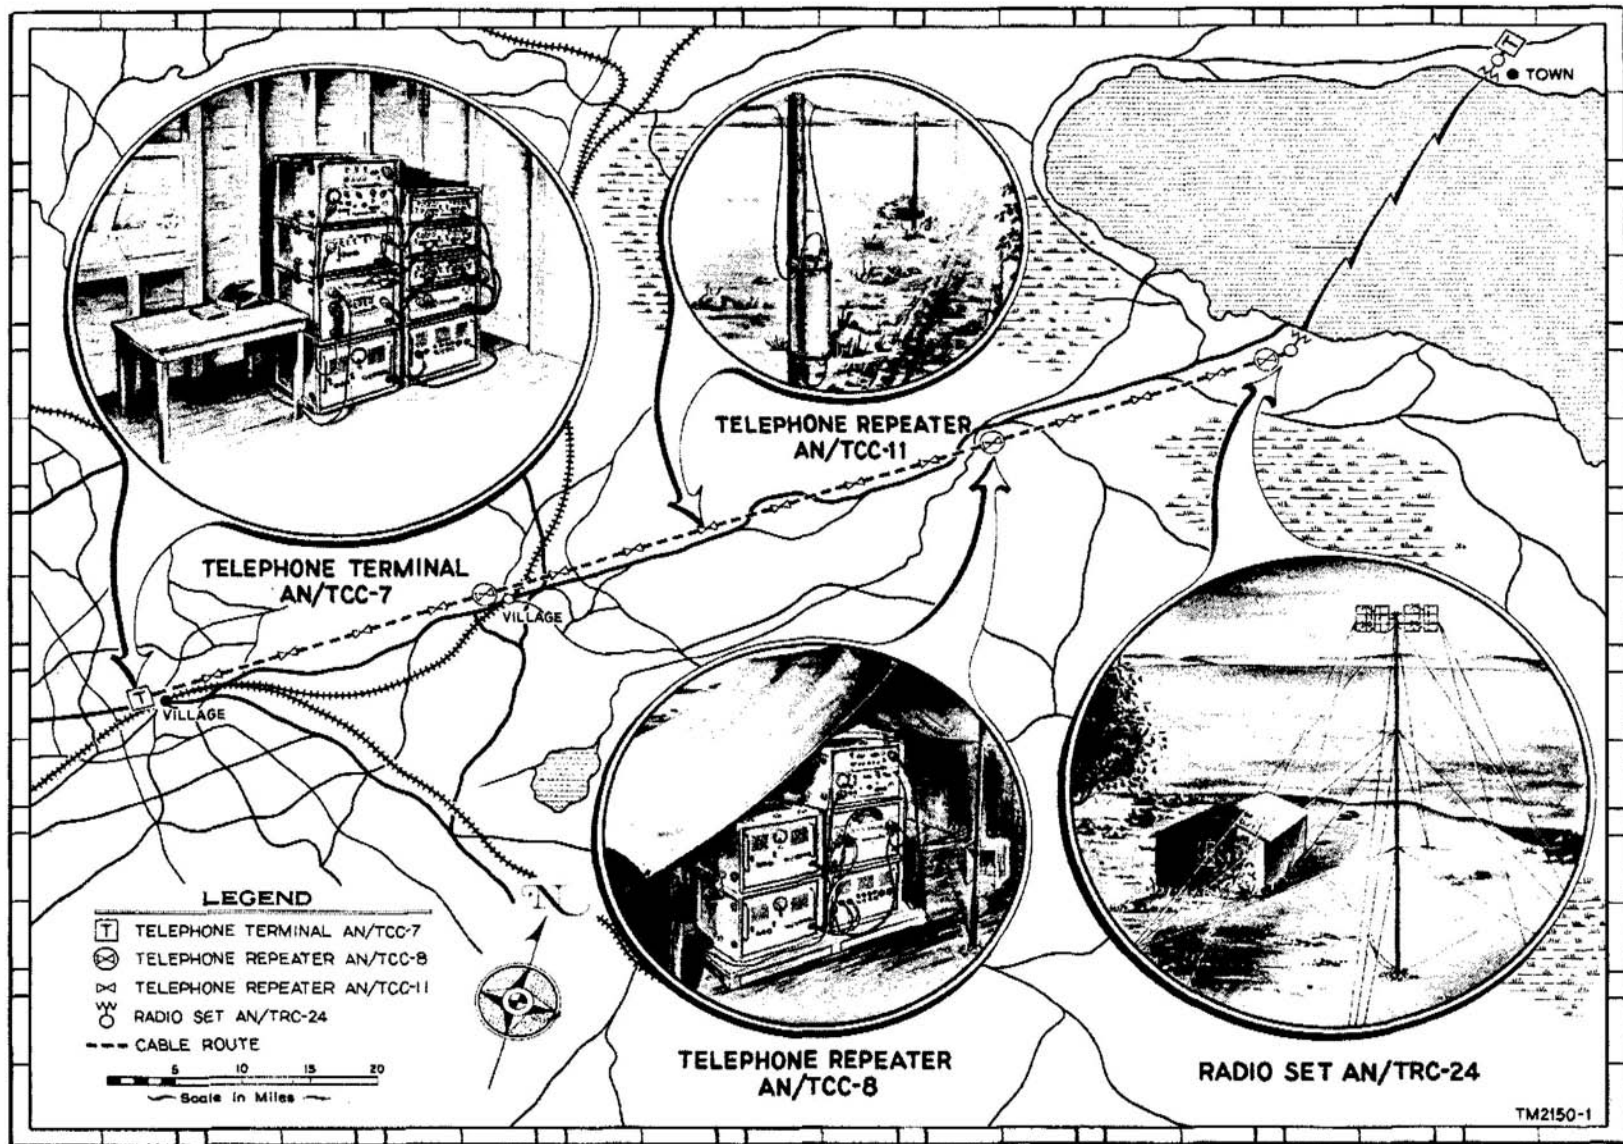 T
TOWN
TELEPHONE REPEATER
AN/TCC-11
TELEPHONE TERMINAL
AN/TCC-7
VILLAGE
T
VILLAGE
LEGEND
T TELEPHONE TERMINAL AN/TCC-7
TELEPHONE REPEATER AN/TCC-8
TELEPHONE REPEATER AN/TCC-11
RADIO SET AN/TRC-24
CABLE ROUTE
5 10 15 20
Scale in Miles
TELEPHONE REPEATER
AN/TCC-8
RADIO SET AN/TRC-24
TM2150-1